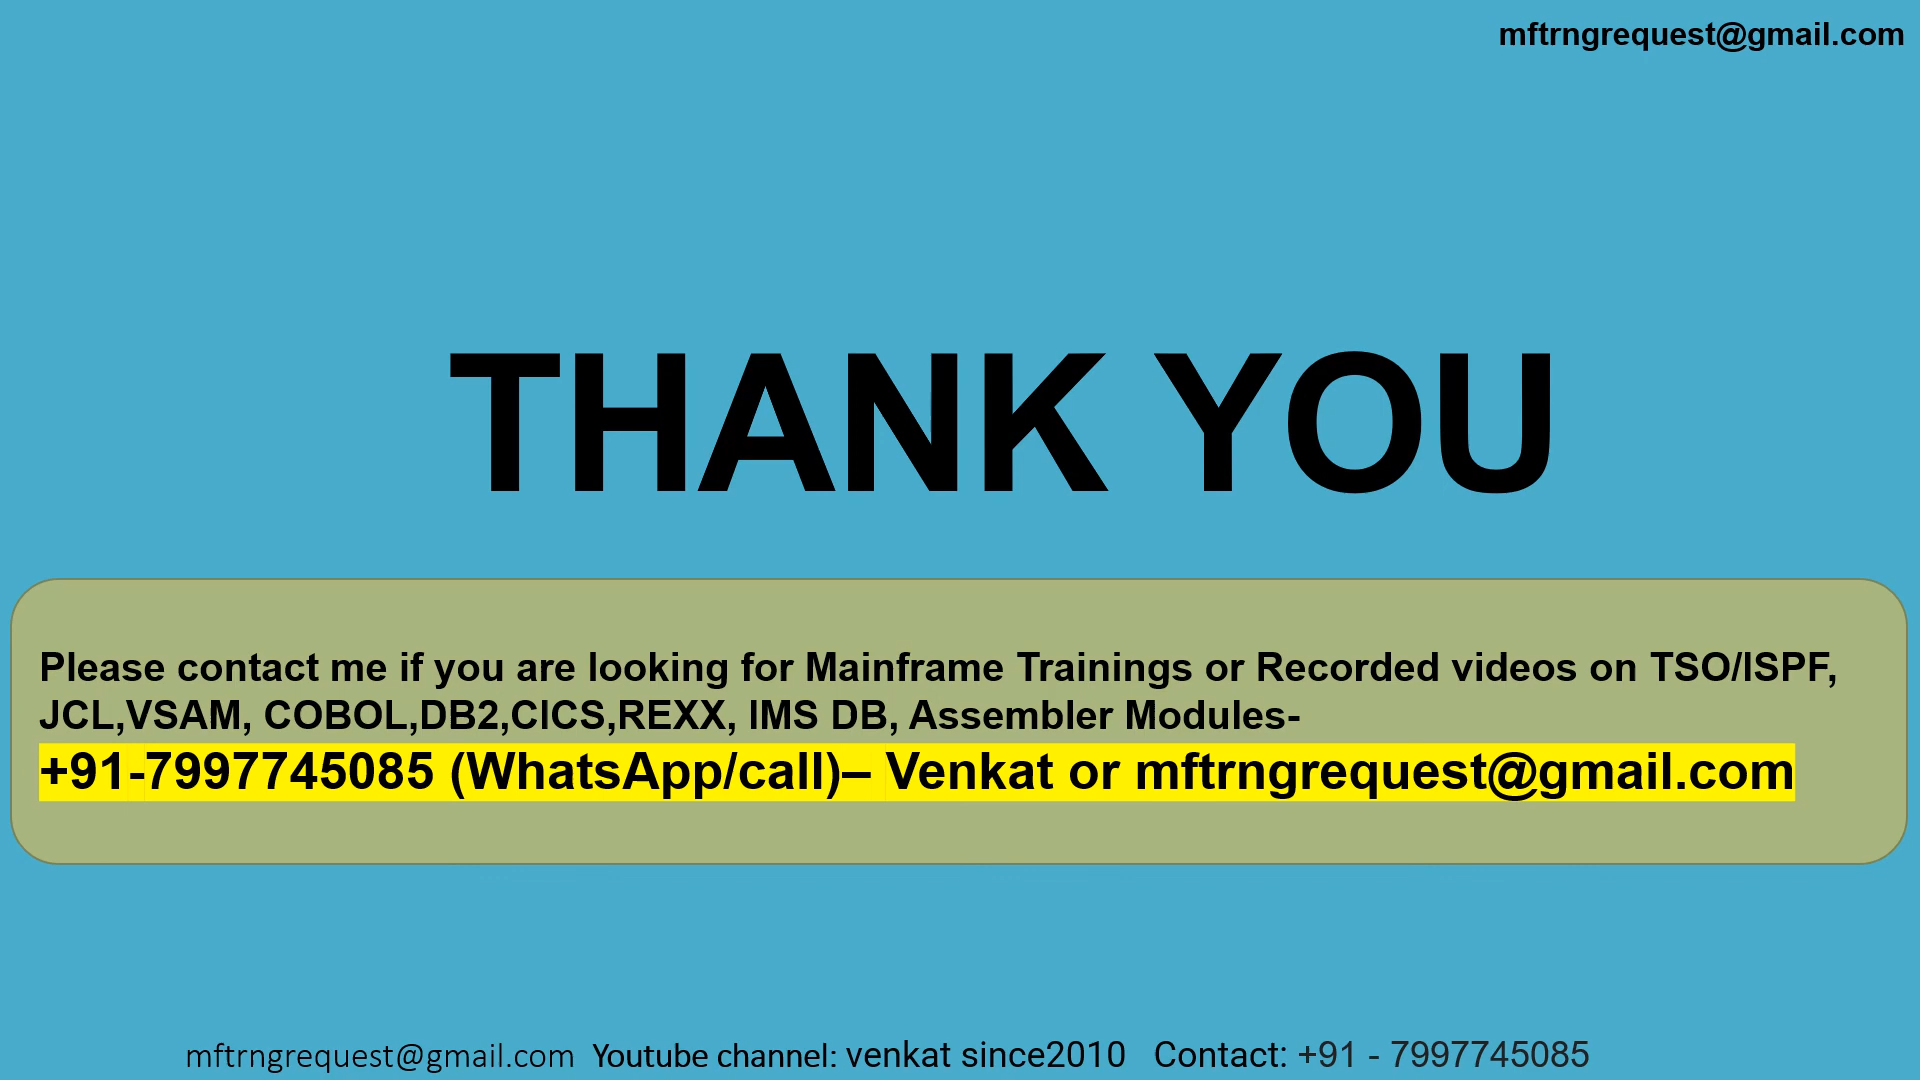 mftrngrequest@gmail.com
THANK YOU
Please contact me if you are looking for Mainframe Trainings or Recorded videos on TSO/ISPF,
JCL,VSAM, COBOL,DB2,CICS,REXX, IMS DB, Assembler Modules-
+91-7997745085 (WhatsApp/call)– Venkat or mftrngrequest@gmail.com
mftrngrequest@gmail.com Youtube channel: venkat since2010 Contact: +91 - 7997745085